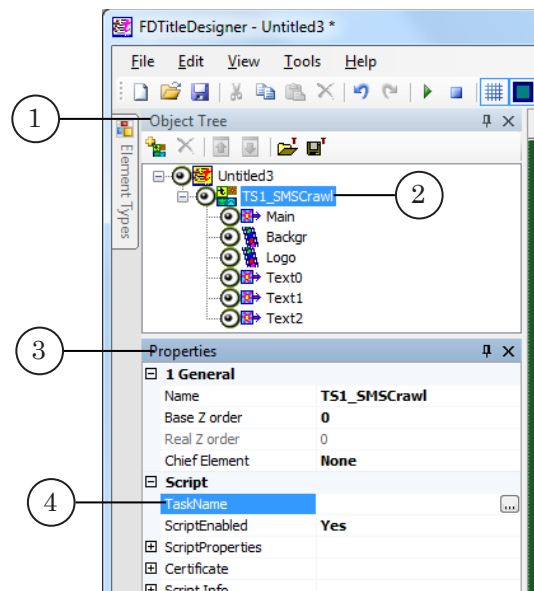 FDTitleDesigner - Untitled3 *
File Edit View Tools Help
1
Object Tree
Element Types
Untitled3
TS1_SMSCrawl
2
Main
Backgr
Logo
Text0
Text1
Text2
3
Properties
1 General
Name TS1_SMSCrawl
Base Z order 0
Real Z order 0
Chief Element None
Script
4
TaskName ...
ScriptEnabled Yes
ScriptProperties
Certificate
Script Info